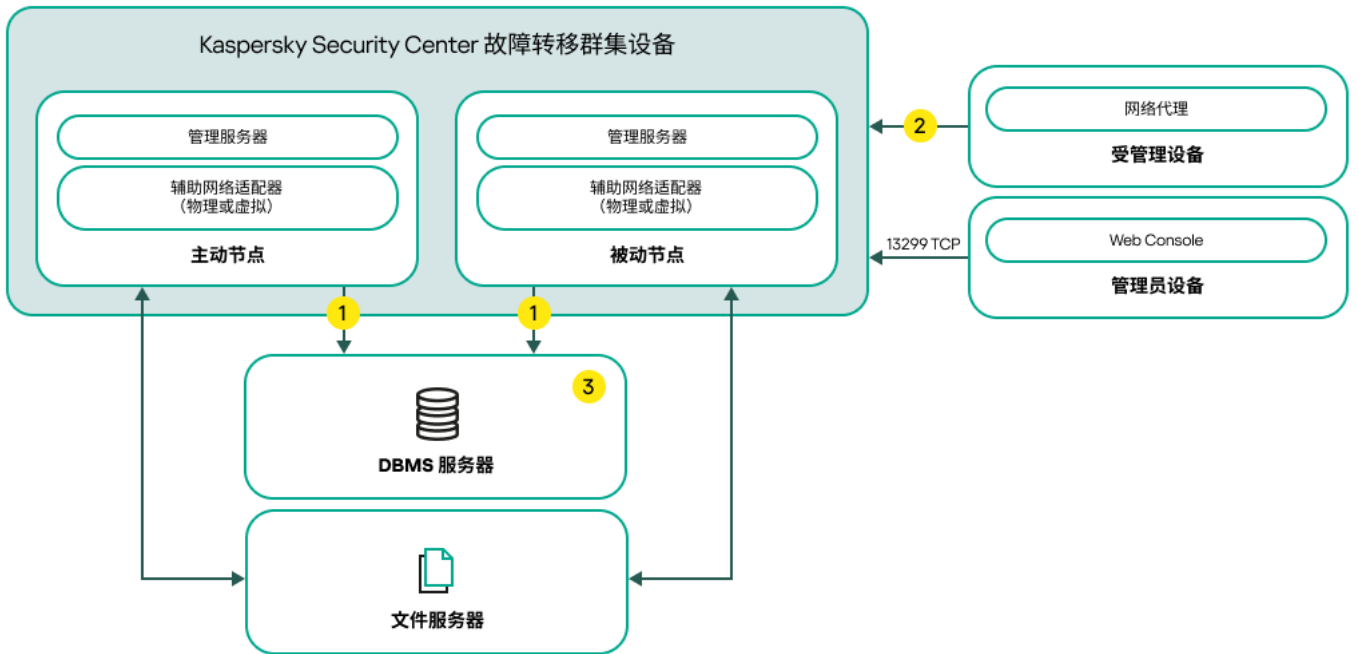 Kaspersky Security Center 故障转移群集设备
管理服务器
辅助网络适配器
（物理或虚拟）
主动节点
管理服务器
辅助网络适配器
（物理或虚拟）
被动节点
2
网络代理
受管理设备
13299 TCP
Web Console
管理员设备
1
1
3
DBMS 服务器
文件服务器